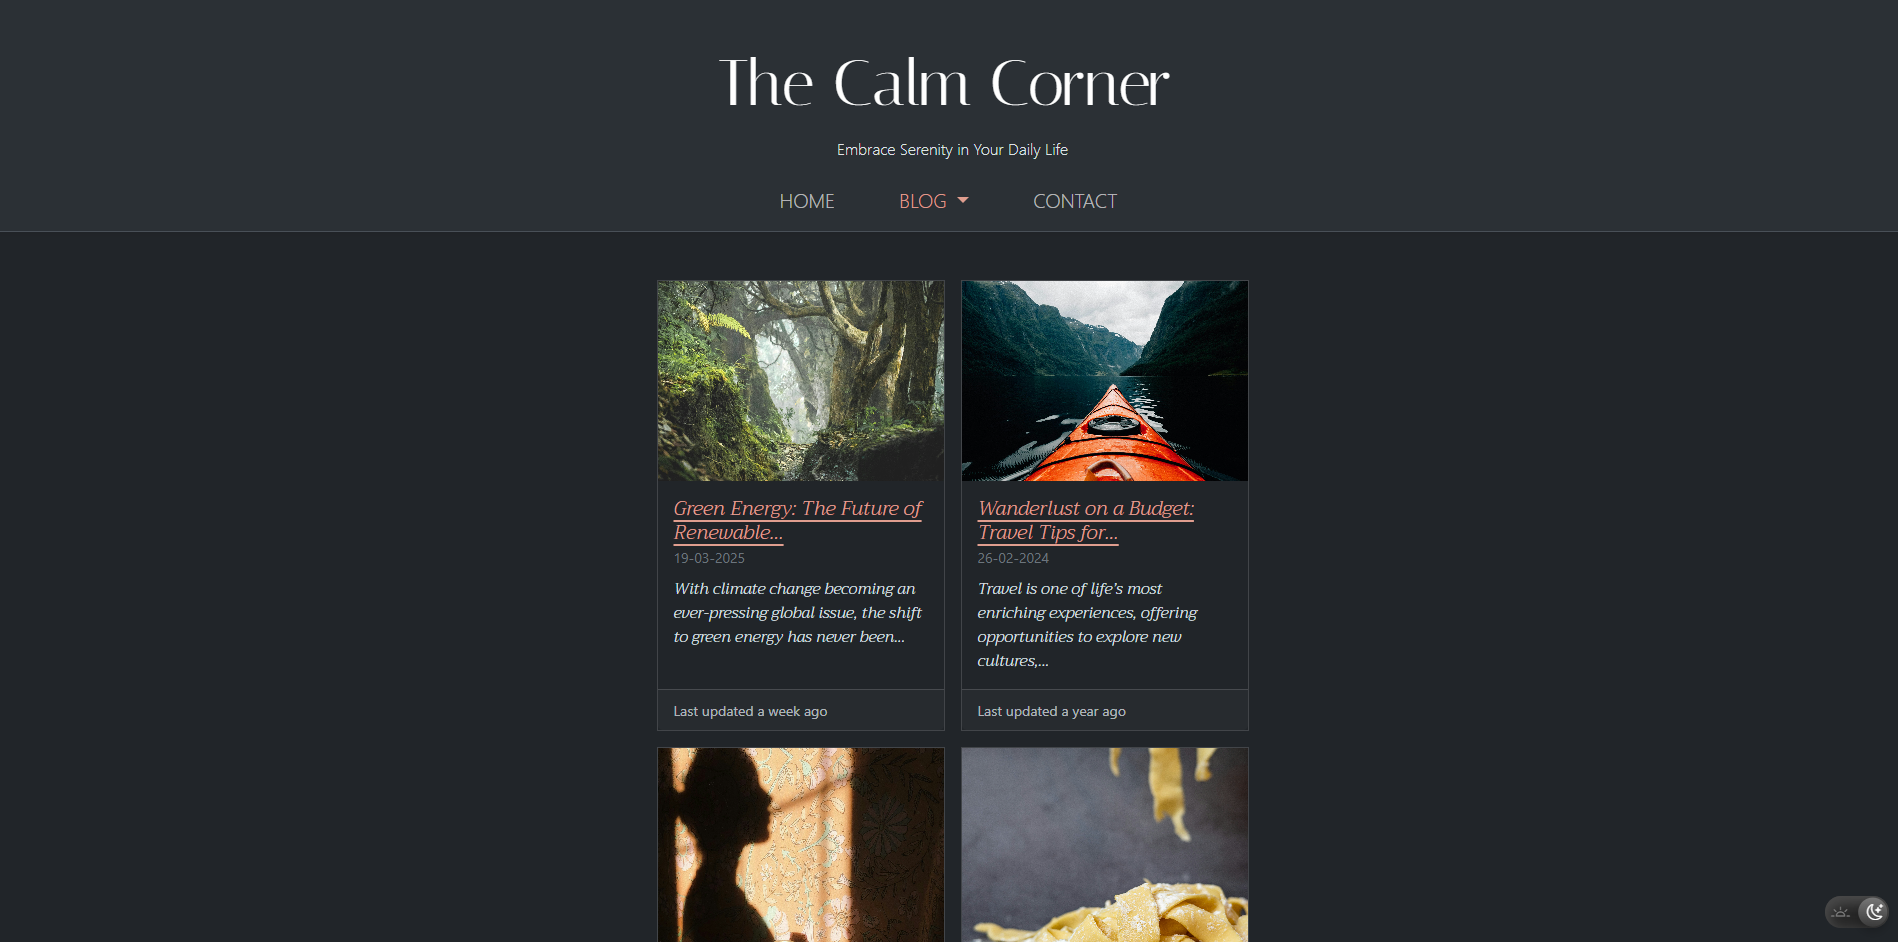 The Calm Corner
Embrace Serenity in Your Daily Life
HOME
BLOG
CONTACT
Green Energy: The Future of
Renewable...
19-03-2025
With climate change becoming an
ever-pressing global issue, the shift
to green energy has never been...
Last updated a week ago
Wanderlust on a Budget:
Travel Tips for...
26-02-2024
Travel is one of life’s most
enriching experiences, offering
opportunities to explore new
cultures,...
Last updated a year ago